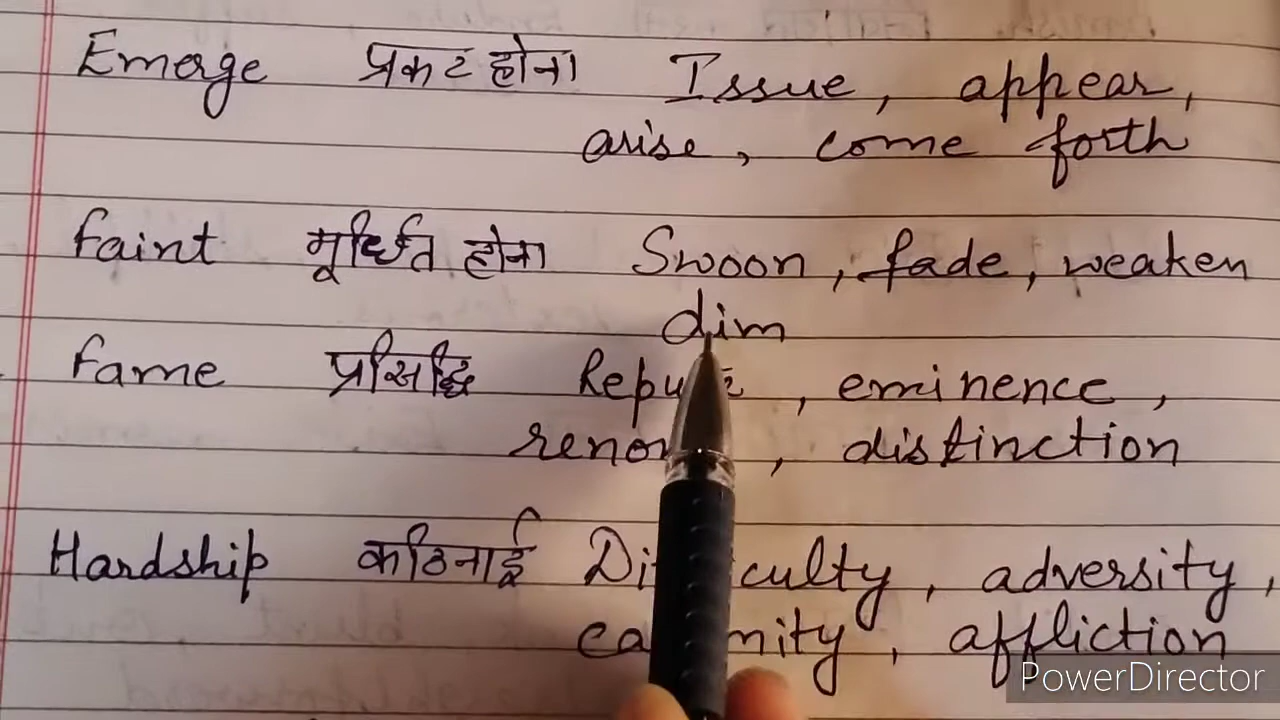 Emerge प्रकट होना Issue, appear,
arise, come forth
faint मूर्छित होना Swoon, fade, weaken
dim
fame प्रसिद्धि , eminence,
, distinction
Hardship कठिनाई , adversity,
, affliction
PowerDirector